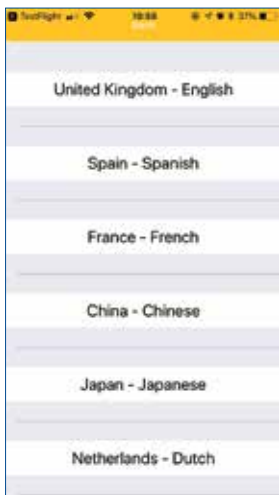 TestFlight
United Kingdom - English
Spain - Spanish
France - French
China - Chinese
Japan - Japanese
Netherlands - Dutch